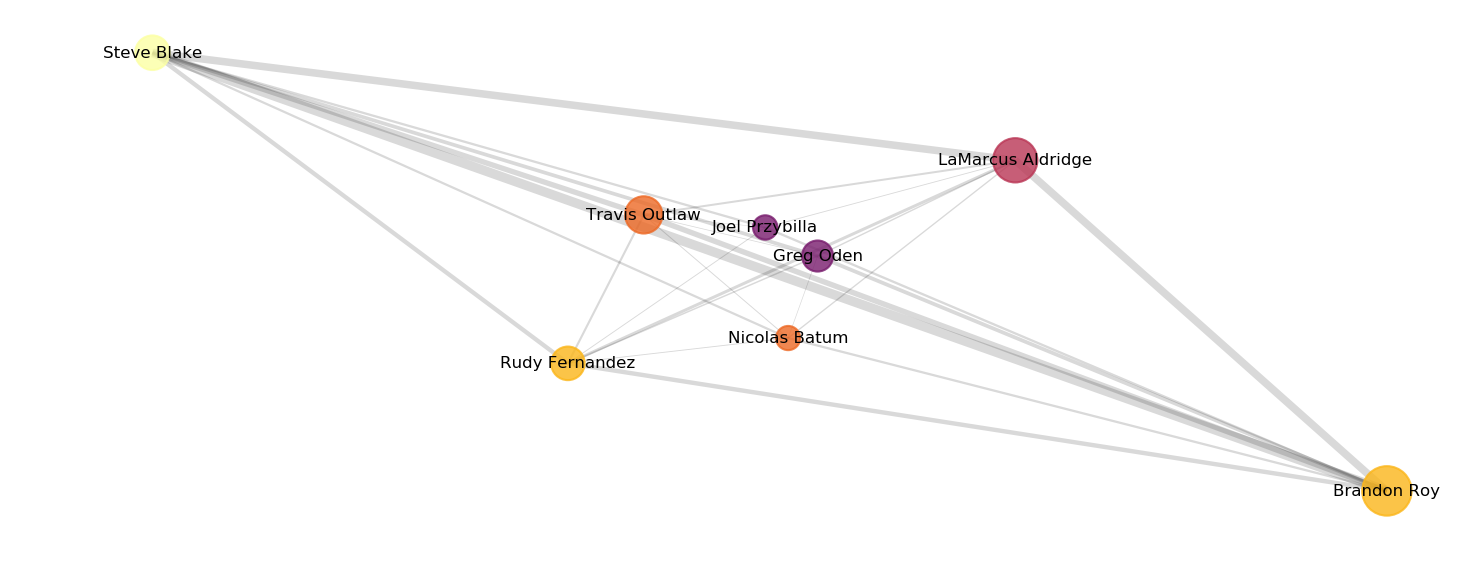 Steve Blake
LaMarcus Aldridge
Travis Outlaw
Joel Przybilla
Greg Oden
Nicolas Batum
Rudy Fernandez
Brandon Roy